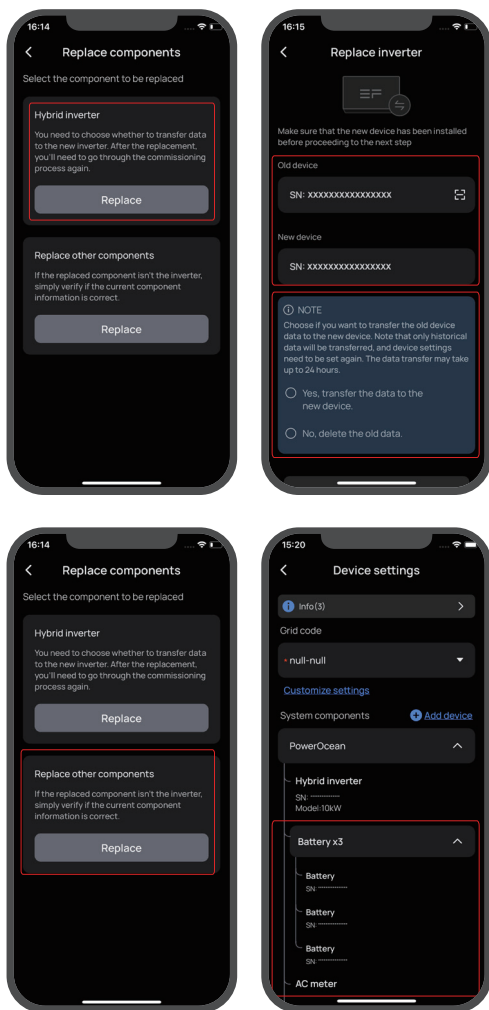 16:14
Replace components
Select the component to be replaced
Hybrid inverter
You need to choose whether to transfer data
to the new inverter. After the replacement,
you'll need to go through the commissioning
process again.
Replace
Replace other components
If the replaced component isn't the inverter,
simply verify if the current component
information is correct.
Replace
16:15
Replace inverter
Make sure that the new device has been installed
before proceeding to the next step
Old device
SN: XXXXXXXXXXXXXXXX
New device
SN: XXXXXXXXXXXXXXXX
NOTE
Choose if you want to transfer the old device
data to the new device. Note that only historical
data will be transferred, and device settings
need to be set again. The data transfer may take
up to 24 hours.
Yes, transfer the data to the
new device.
No, delete the old data.
16:14
Replace components
Select the component to be replaced
Hybrid inverter
You need to choose whether to transfer data
to the new inverter. After the replacement,
you'll need to go through the commissioning
process again.
Replace
Replace other components
If the replaced component isn't the inverter,
simply verify if the current component
information is correct.
Replace
15:20
Device settings
Info(3)
Grid code
• null-null
Customize settings
System components
Add device
PowerOcean
Hybrid inverter
SN:
Model:10kW
Battery x3
Battery
SN:
Battery
SN:
Battery
SN:
AC meter